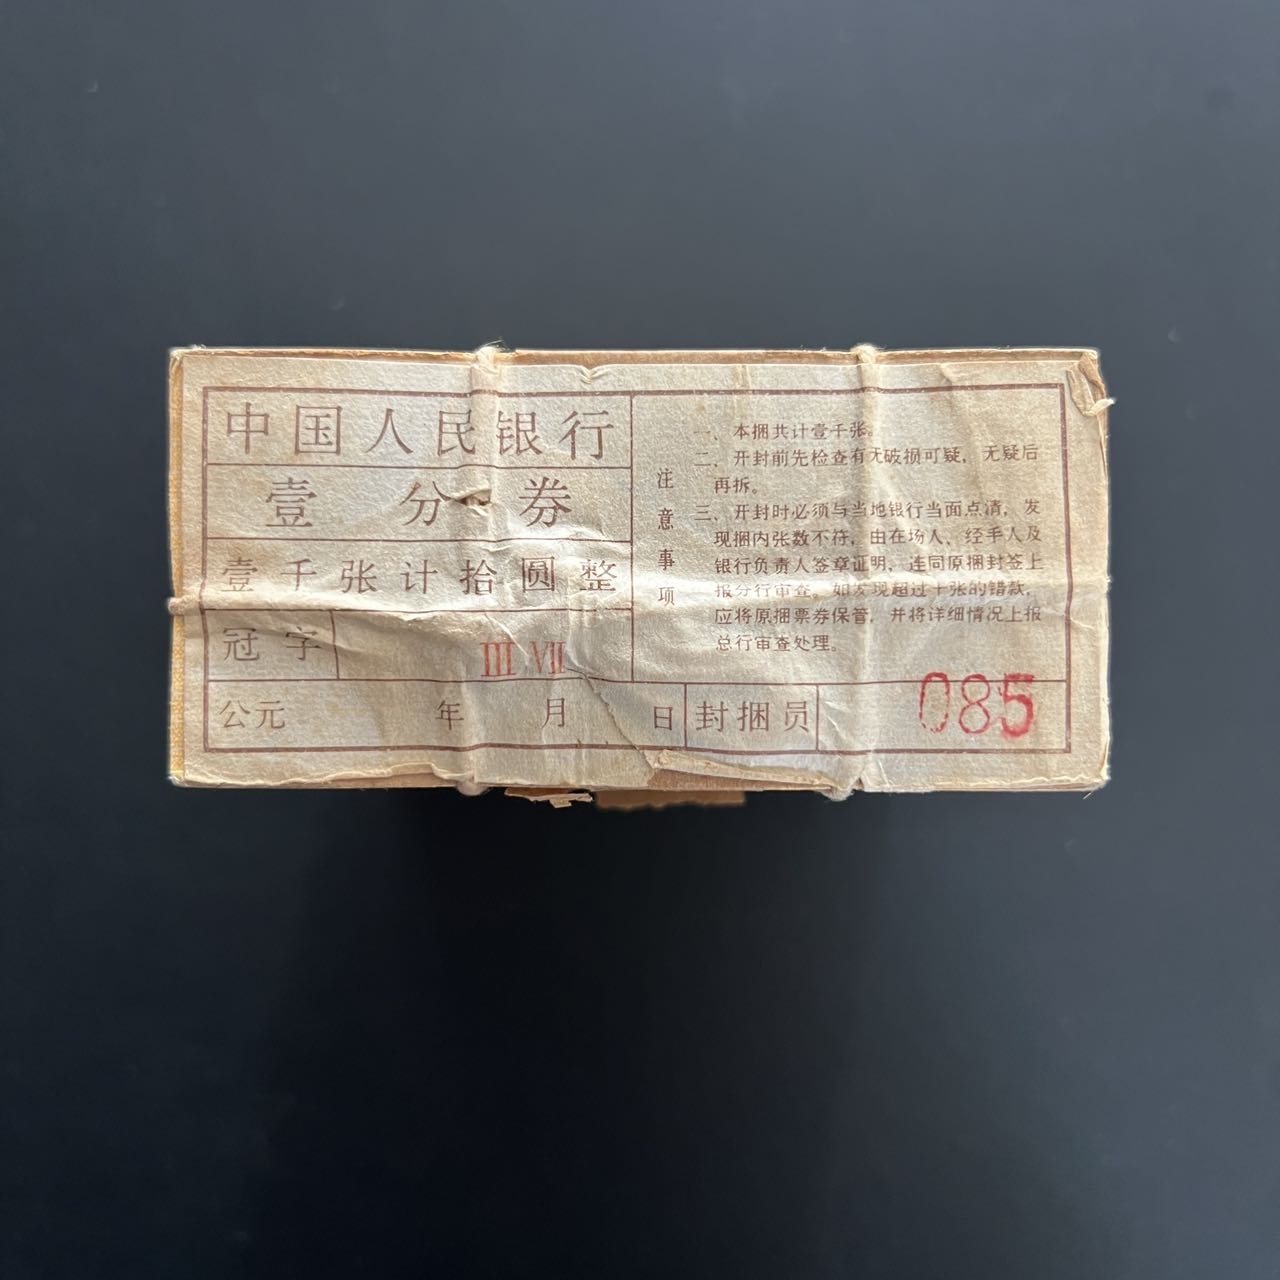 中国人民银行
壹分券
壹千张计拾圆整
冠字 III VII
公元 年 月 日 封捆员 085
注意事项
一、本捆共计壹千张。
二、开封前先检查有无破损可疑，无疑后
再拆。
三、开封时必须与当地银行当面点清，发
现捆内张数不符，由在场人、经手人及
银行负责人签章证明，连同原捆封签上
报分行审查。如发现超过十张的错款，
应将原捆票券保管，并将详细情况上报
总行审查处理。